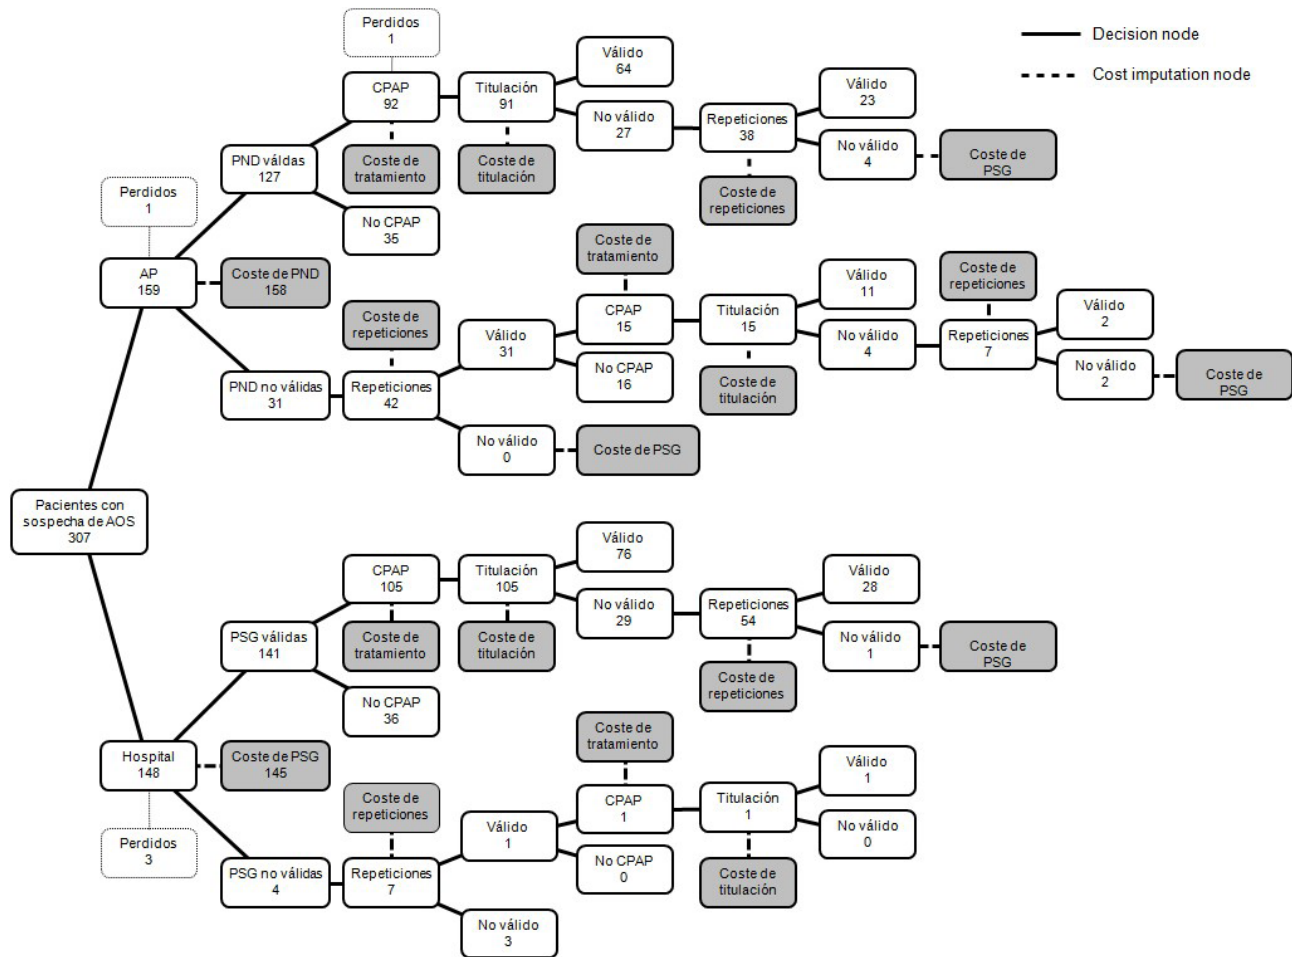 Perdidos
1
Decision node
Cost imputation node
Válido
64
CPAP
92
Titulación
91
Válido
23
No válido
27
Repeticiones
38
No válido
4
Coste de
PSG
PND váldas
127
Coste de
tratamiento
Coste de
titulación
Coste de
repeticiones
Perdidos
1
No CPAP
35
AP
159
Coste de PND
158
Coste de
tratamiento
Coste de
repeticiones
Válido
11
Coste de
repeticiones
Válido
31
CPAP
15
Titulación
15
Válido
2
No válido
4
Repeticiones
7
No CPAP
16
No válido
2
Coste de
PSG
PND no válidas
31
Repeticiones
42
Coste de
titulación
No válido
0
Coste de PSG
Pacientes con
sospecha de AOS
307
Válido
76
CPAP
105
Titulación
105
Válido
28
No válido
29
Repeticiones
54
No válido
1
Coste de
PSG
PSG válidas
141
Coste de
tratamiento
Coste de
titulación
Coste de
repeticiones
No CPAP
36
Hospital
148
Coste de PSG
145
Coste de
tratamiento
Coste de
repeticiones
Válido
1
CPAP
1
Titulación
1
Válido
1
No válido
0
Perdidos
3
No CPAP
0
PSG no válidas
4
Repeticiones
7
Coste de
titulación
No válido
3